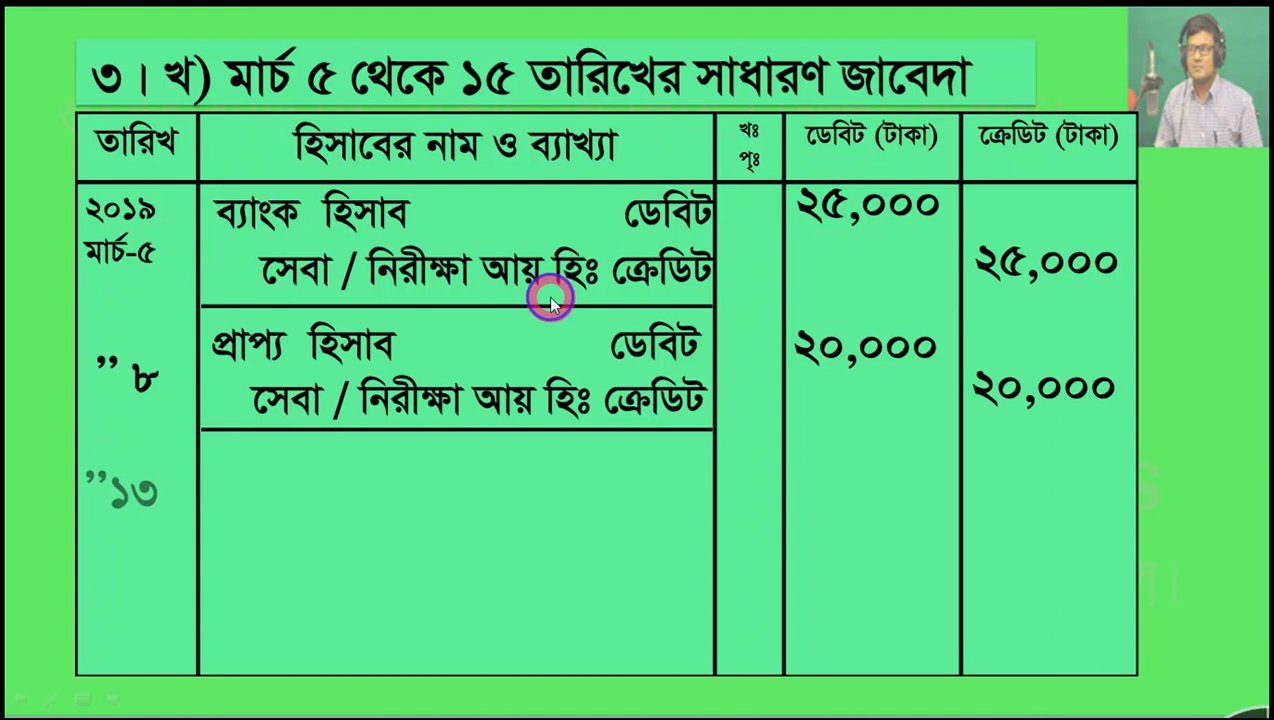 ৩। খ) মার্চ ৫ থেকে ১৫ তারিখের সাধারণ জাবেদা
তারিখ হিসাবের নাম ও ব্যাখ্যা খঃ পৃঃ ডেবিট (টাকা) ক্রেডিট (টাকা)
২০১৯ ব্যাংক হিসাব ডেবিট ২৫,০০০
মার্চ-৫ সেবা / নিরীক্ষা আয় হিঃ ক্রেডিট ২৫,০০০
প্রাপ্য হিসাব ডেবিট ২০,০০০
” ৮ সেবা / নিরীক্ষা আয় হিঃ ক্রেডিট ২০,০০০
”১৩